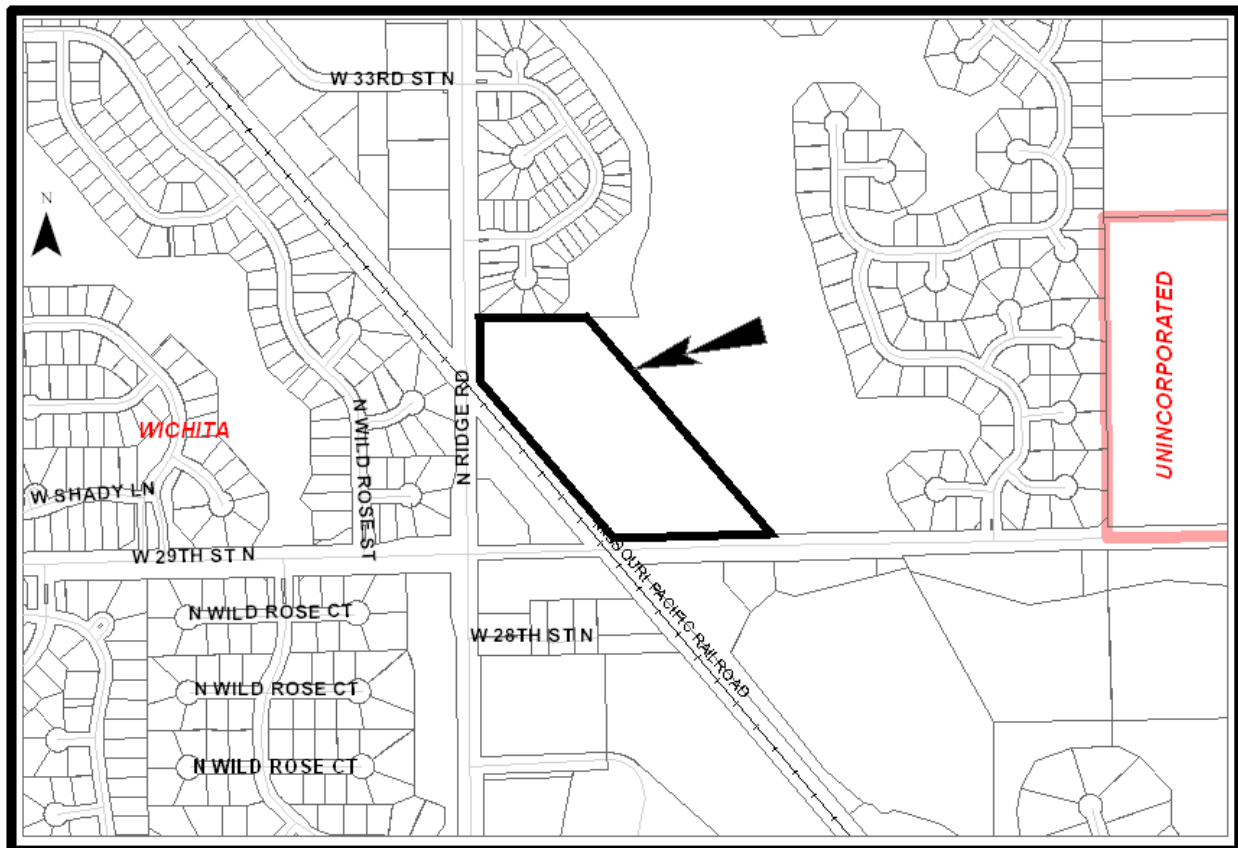 W 33RD ST N
N
N RIDGE RD
UNINCORPORATED
WICHITA
N WILD ROSE ST
W SHADY LN
W 29TH ST N
MISSOURI PACIFIC RAILROAD
N WILD ROSE CT
W 28TH ST N
N WILD ROSE CT
N WILD ROSE CT